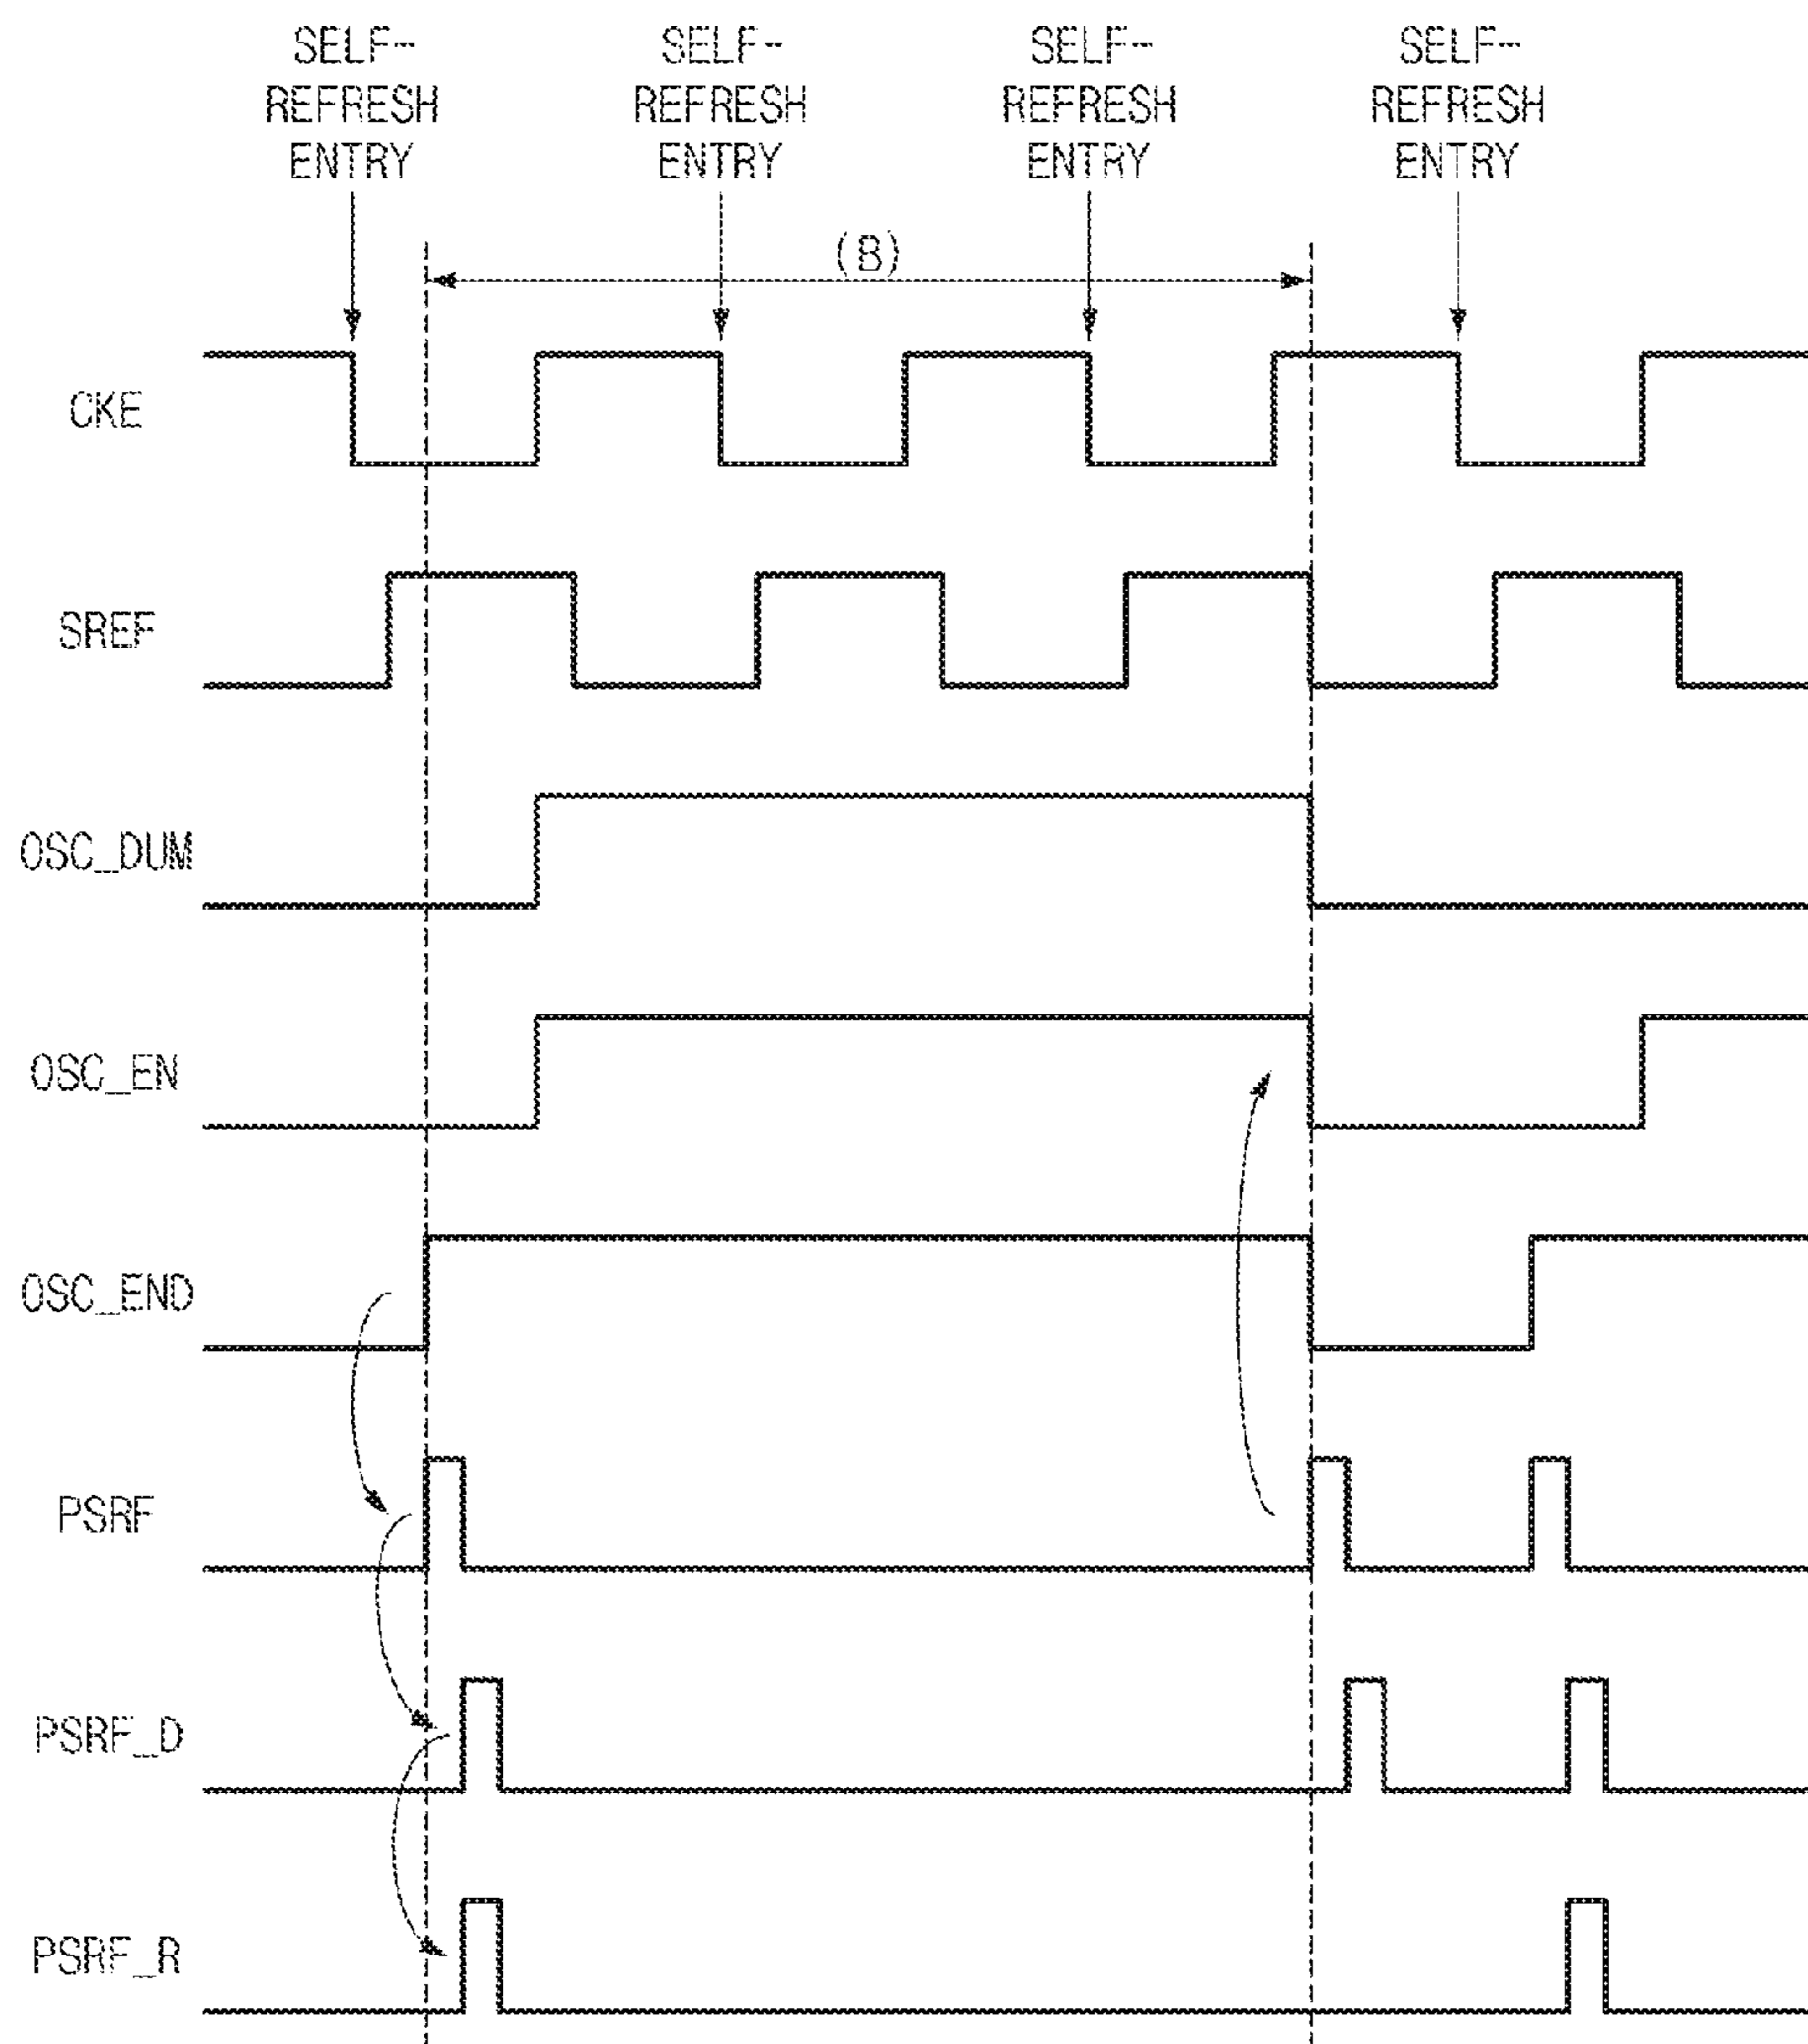 SELF- SELF- SELF- SELF-
REFRESH REFRESH REFRESH REFRESH
ENTRY ENTRY ENTRY ENTRY
(B)
CKE
SREF
OSC_DUM
OSC_EN
OSC_END
PSRF
PSRF_D
PSRF_R